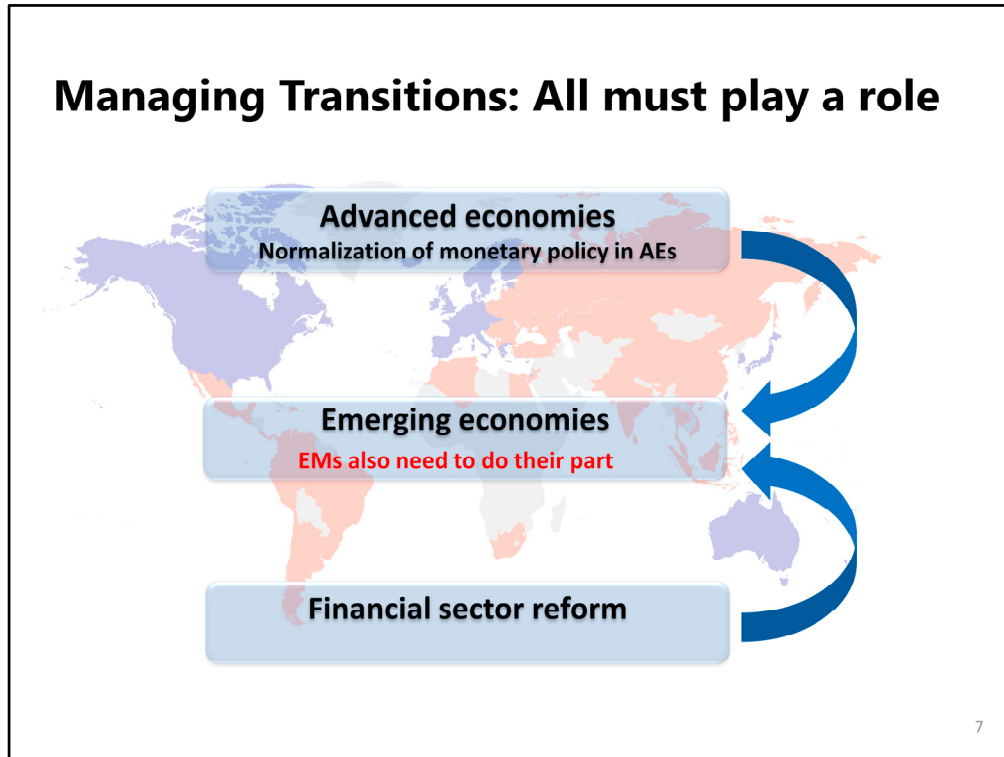 Managing Transitions: All must play a role
Advanced economies
Normalization of monetary policy in AEs
Emerging economies
EMs also need to do their part
Financial sector reform
7